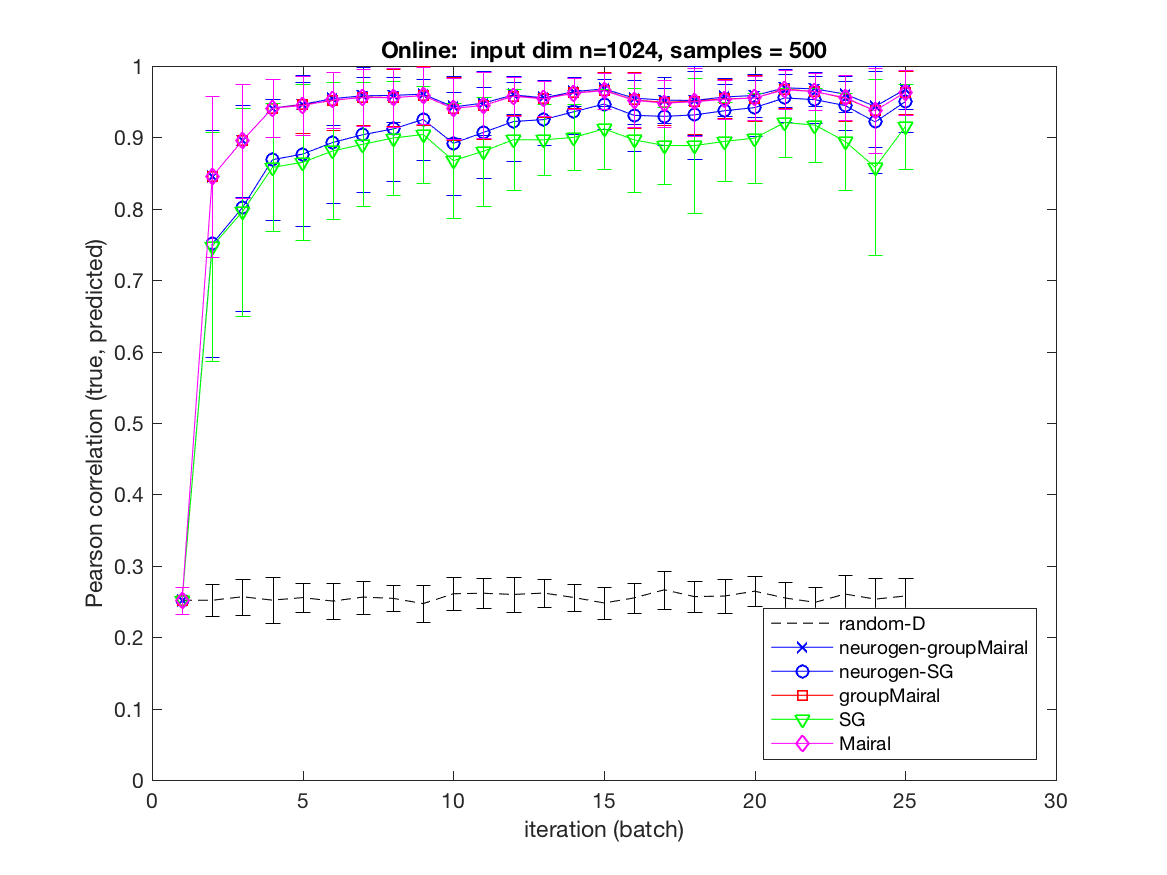 Online:  input dim n=1024, samples = 500
1
0.9
0.8
0.7
0.6
0.5
0.4
0.3
0.2
0.1
0
Pearson correlation (true, predicted)
random-D
neurogen-groupMairal
neurogen-SG
groupMairal
SG
Mairal
0 5 10 15 20 25 30
iteration (batch)